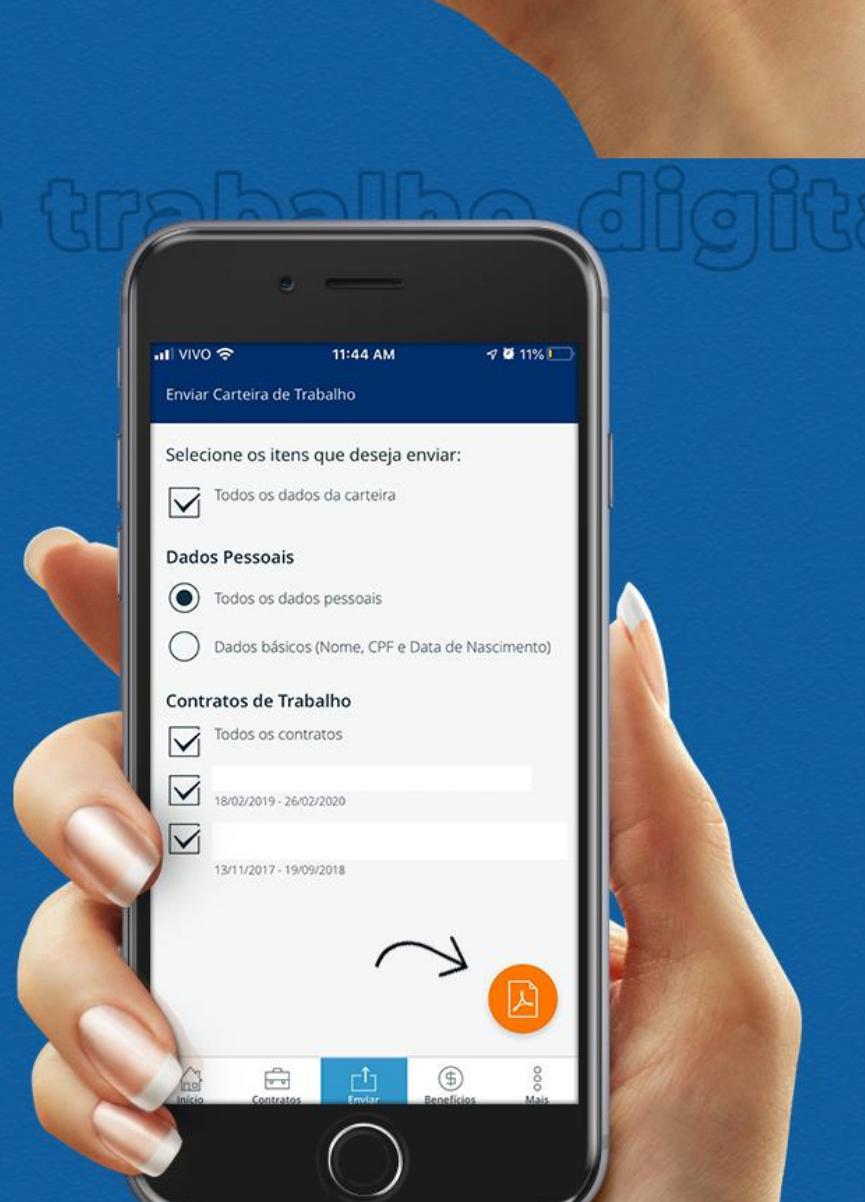 trabalho digita
VIVO 11:44 AM 11%
Enviar Carteira de Trabalho
Selecione os itens que deseja enviar:
Todos os dados da carteira
Dados Pessoais
Todos os dados pessoais
Dados básicos (Nome, CPF e Data de Nascimento)
Contratos de Trabalho
Todos os contratos
18/02/2019 - 26/02/2020
13/11/2017 - 19/09/2018
Início Contratos Enviar Benefícios Mais